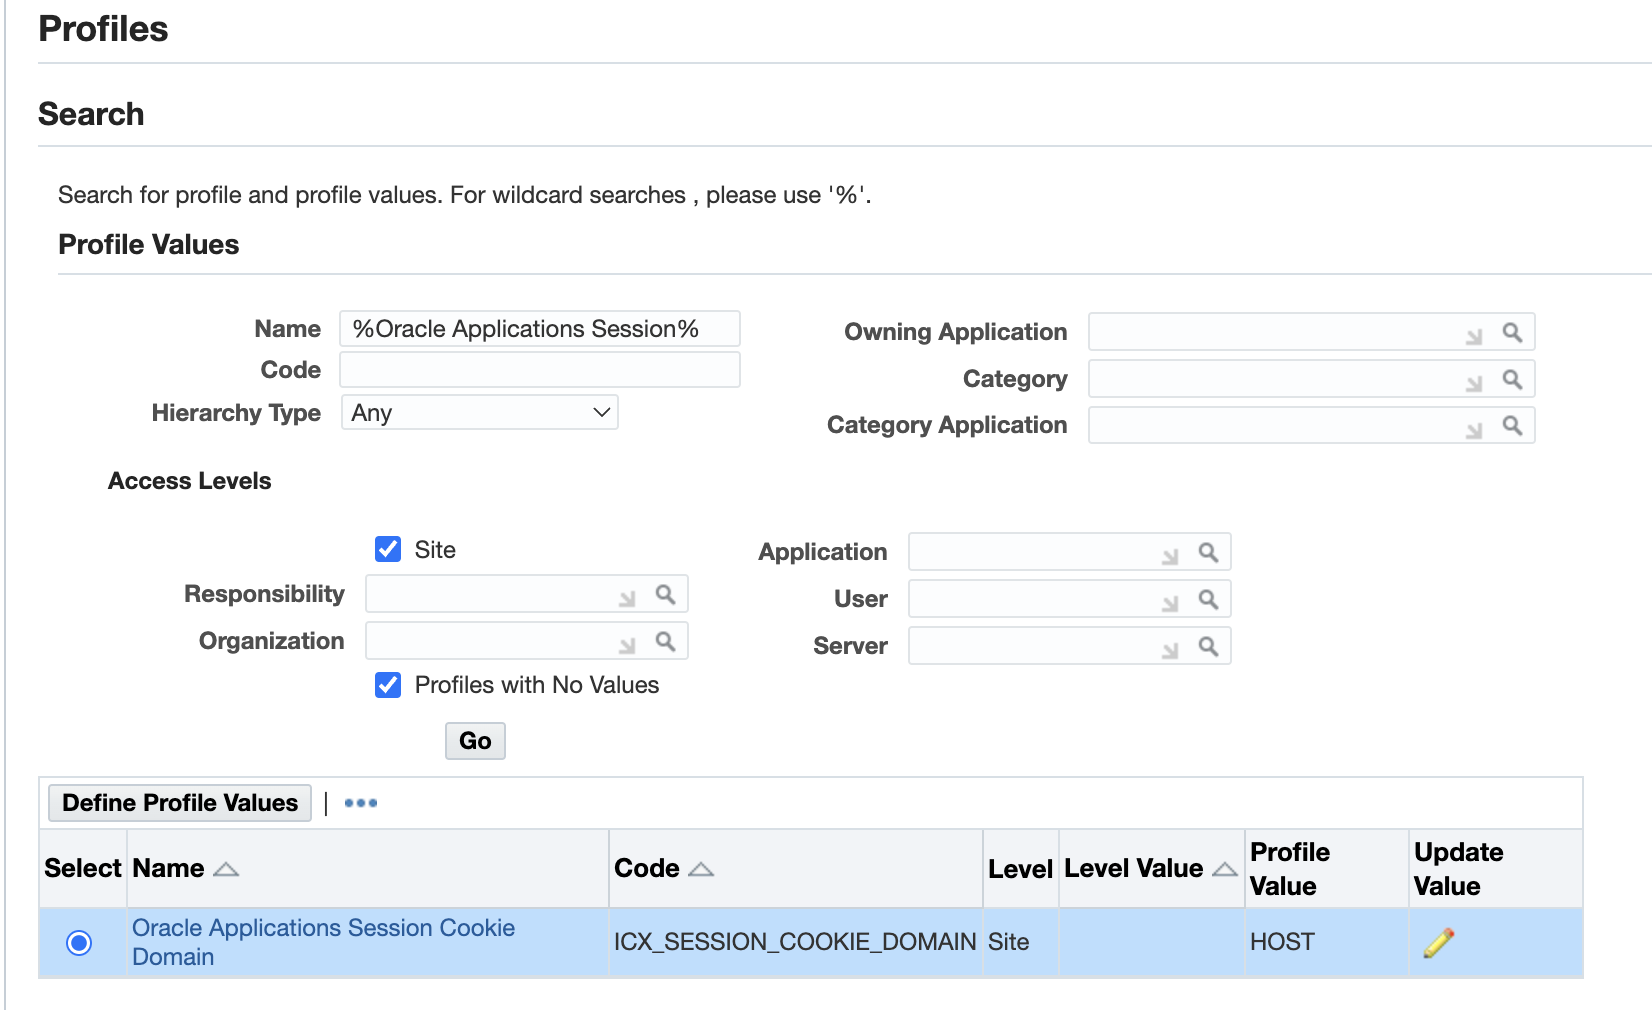 Profiles
Search
Search for profile and profile values. For wildcard searches , please use '%'.
Profile Values
Name %Oracle Applications Session%
Owning Application
Code
Category
Hierarchy Type Any
Category Application
Access Levels
Site
Application
Responsibility
User
Organization
Server
Profiles with No Values
Go
Define Profile Values |
Select Name Code Level Level Value Profile Value Update Value
Oracle Applications Session Cookie Domain ICX_SESSION_COOKIE_DOMAIN Site HOST